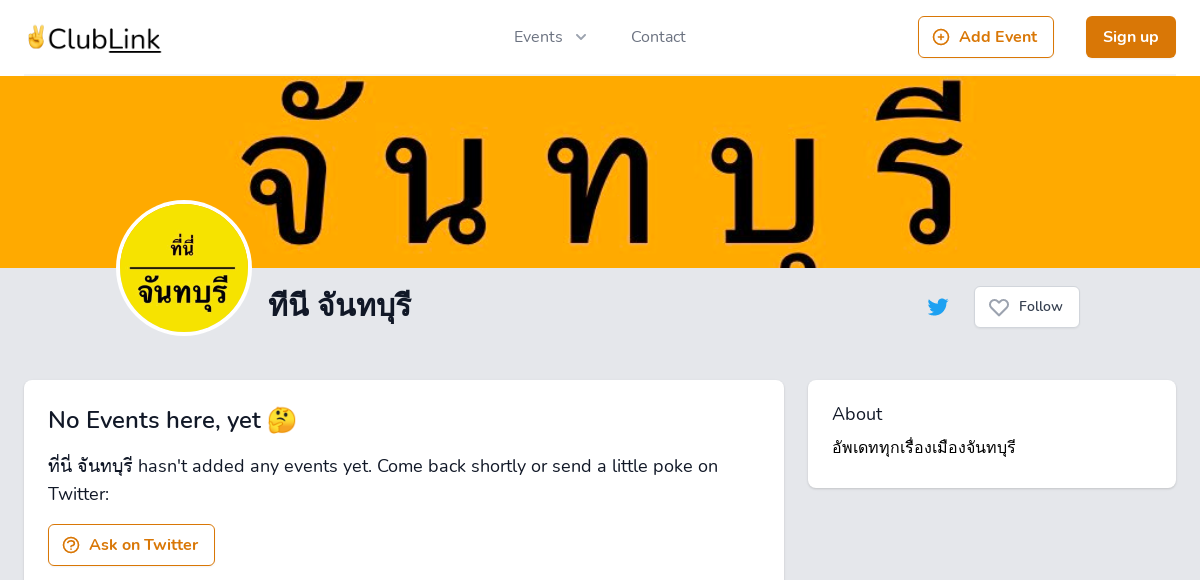 ✌️ClubLink
Events
Contact
Add Event
Sign up
จันทบุรี
ที่นี่
จันทบุรี
ที่นี่ จันทบุรี
Follow
No Events here, yet 🤔
ที่นี่ จันทบุรี hasn't added any events yet. Come back shortly or send a little poke on
Twitter:
Ask on Twitter
About
อัพเดททุกเรื่องเมืองจันทบุรี